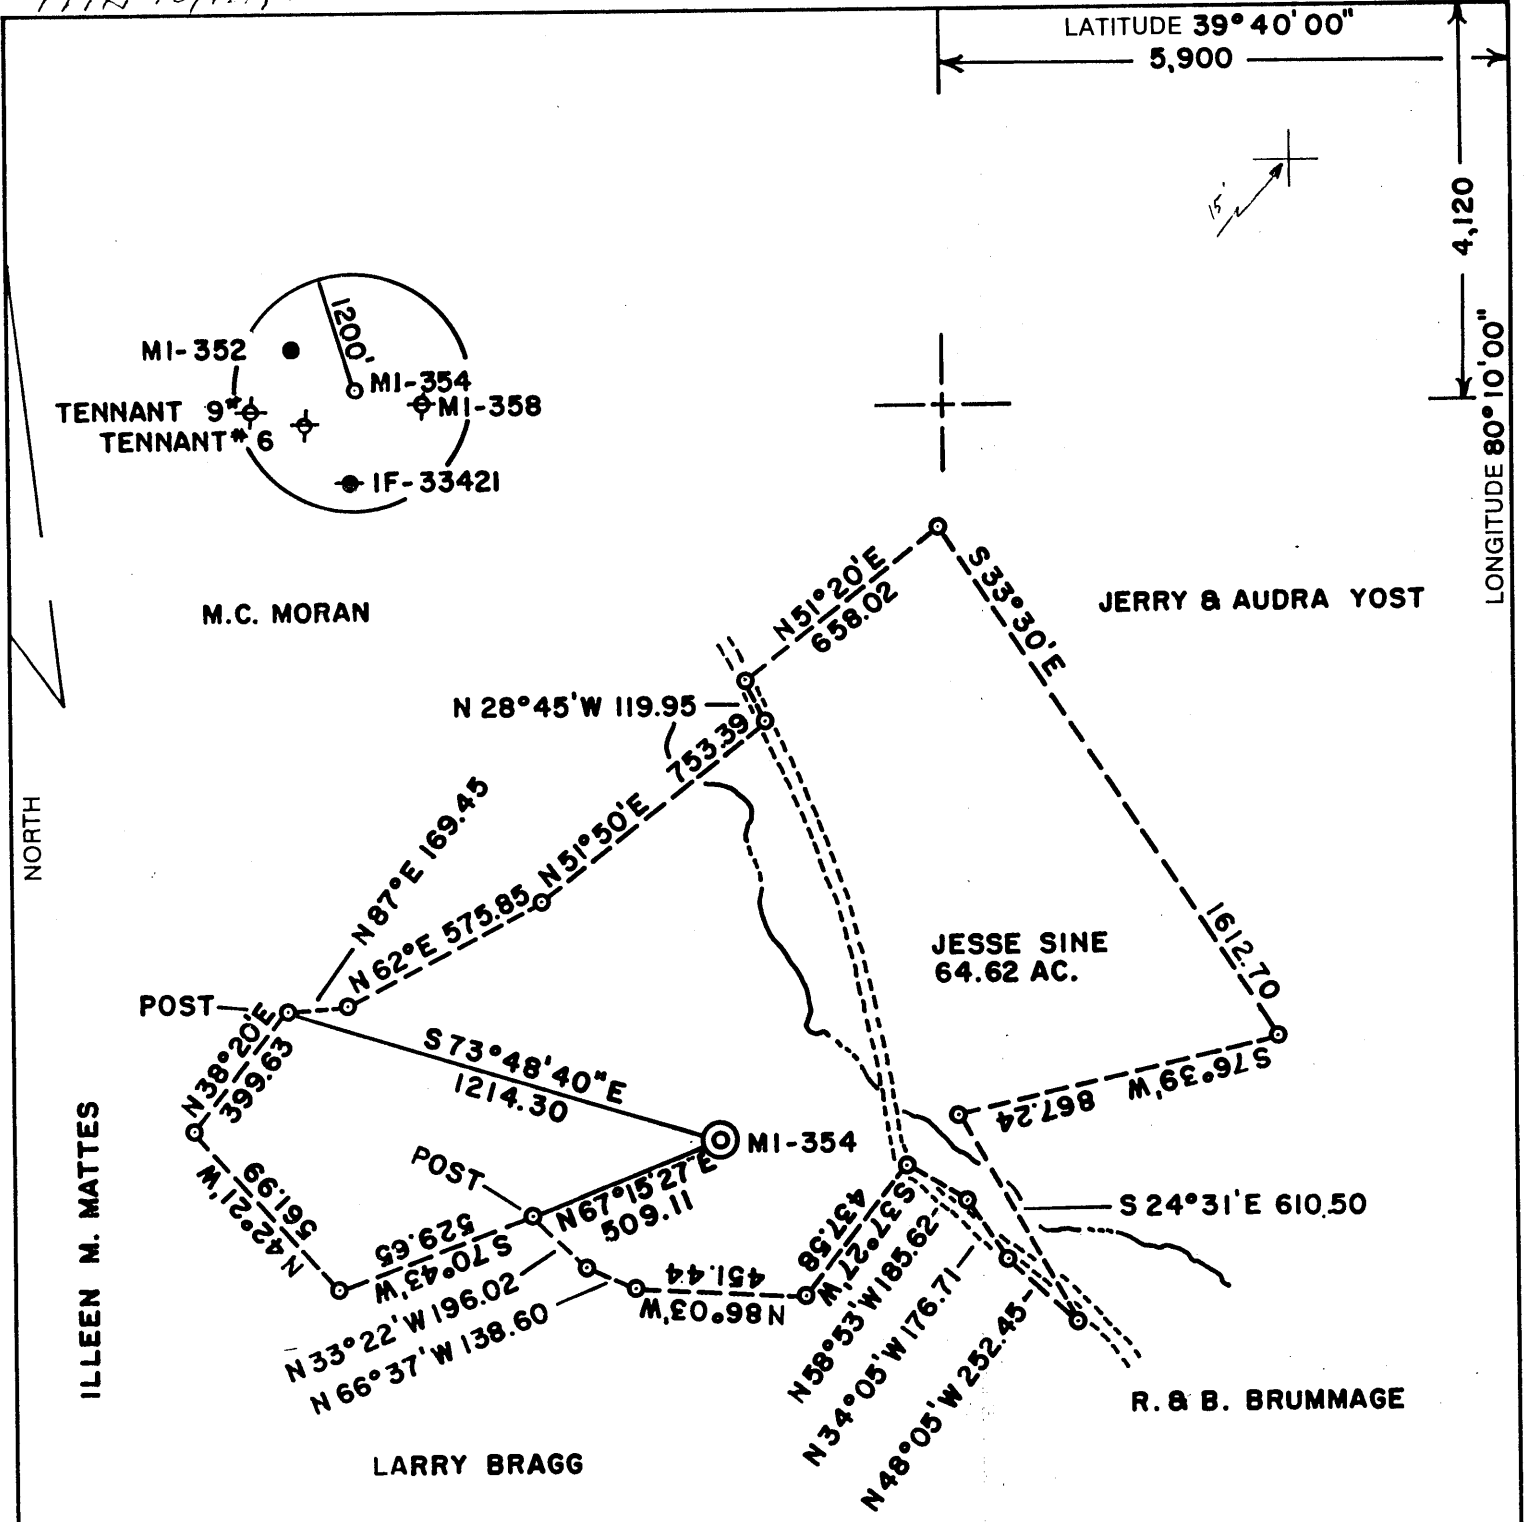 LATITUDE 39°40'00"
5,900
4,120
LONGITUDE 80°10'00"
15'
1200'
MI-352
MI-354
MI-358
TENNANT 9#
TENNANT #6
IF-33421
M.C. MORAN
JERRY & AUDRA YOST
N51°20'E
658.02
S33°30'E
1612.70
N 28°45'W 119.95
753.39
N51°50'E
N 87°E 169.45
N 62°E 575.85
NORTH
JESSE SINE
64.62 AC.
POST
N38°20'E
399.63
S73°48'40"E
1214.30
S76°39'W
867.24
MI-354
POST
N67°15'27"E
509.11
ILLEEN M. MATTES
N42°21'W
561.99
529.65
S70°43'W
N33°22'W 196.02
N66°37'W 138.60
451.44
N86°03'W
437.58
S37°27'W
S24°31'E 610.50
N58°53'W 185.62
N34°05'W 176.71
N48°05'W 252.45
R. & B. BRUMMAGE
LARRY BRAGG